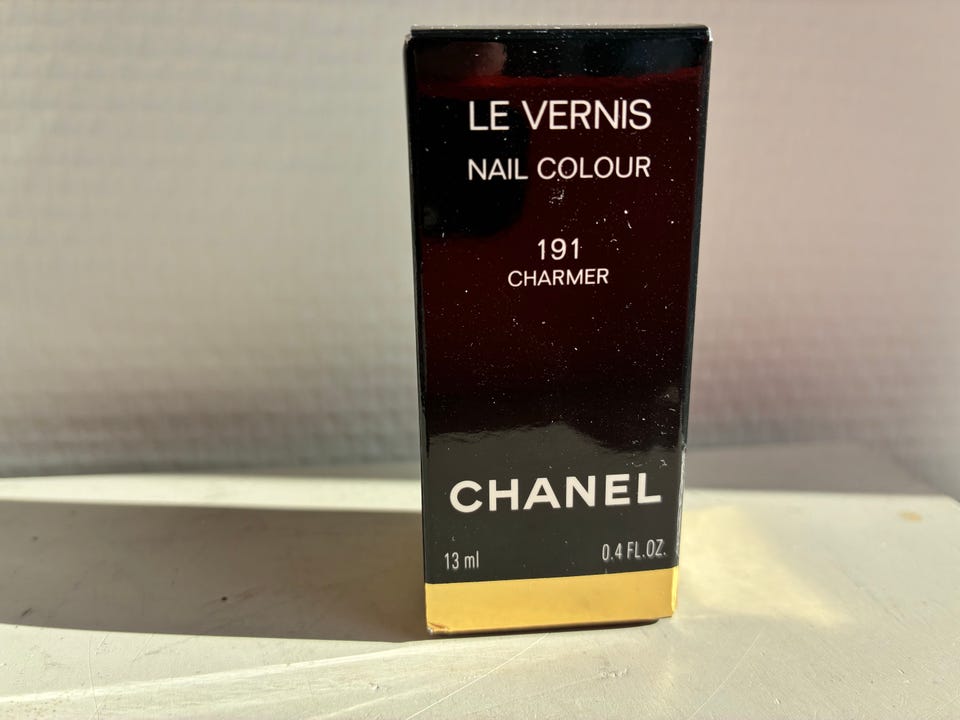 LE VERNIS
NAIL COLOUR
191
CHARMER
CHANEL
13 ml 0.4 FL.OZ.